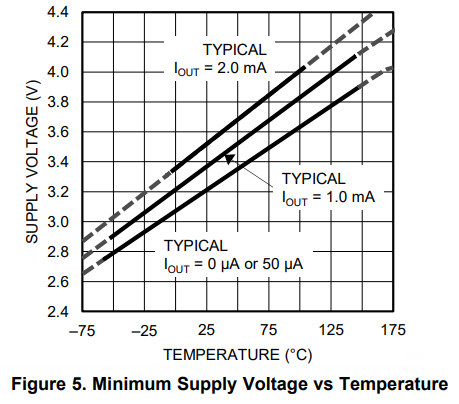 4.4
4.2
4.0
3.8
3.6
3.4
3.2
3.0
2.8
2.6
2.4
SUPPLY VOLTAGE (V)
TYPICAL
IOUT = 2.0 mA
TYPICAL
IOUT = 1.0 mA
TYPICAL
IOUT = 0 µA or 50 µA
–75 –25 25 75 125 175
TEMPERATURE (°C)
Figure 5. Minimum Supply Voltage vs Temperature